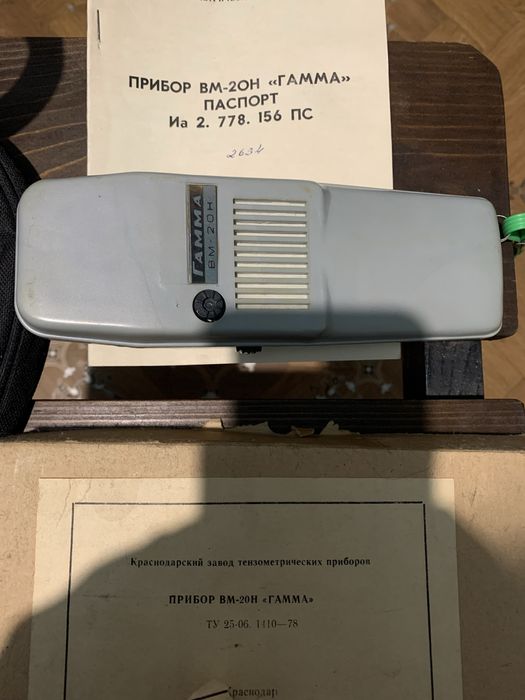 ПРИБОР ВМ-20Н «ГАММА»
ПАСПОРТ
Иа 2. 778. 156 ПС
2634
ГАММА
ВМ-20Н
Краснодарский завод тензометрических приборов
ПРИБОР ВМ-20Н «ГАММА»
ТУ 25-06. 1410—78
Краснодар